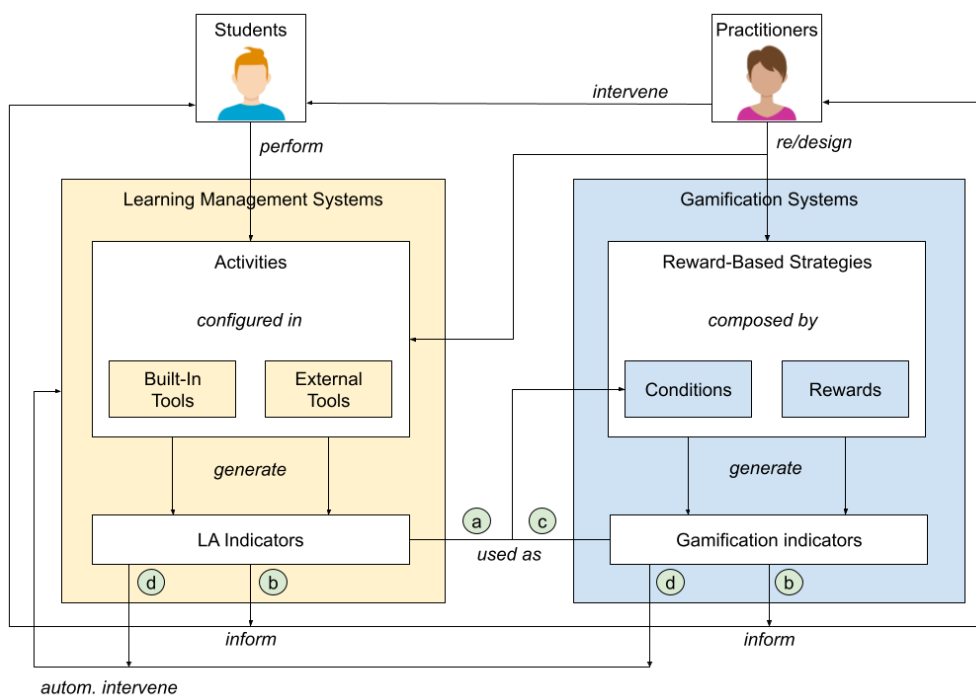 Students
Practitioners
intervene
perform
re/design
Learning Management Systems
Gamification Systems
Activities
Reward-Based Strategies
configured in
composed by
Built-In
Tools
External
Tools
Conditions
Rewards
generate
generate
a
c
LA Indicators
used as
Gamification indicators
d
b
d
b
inform
inform
autom. intervene